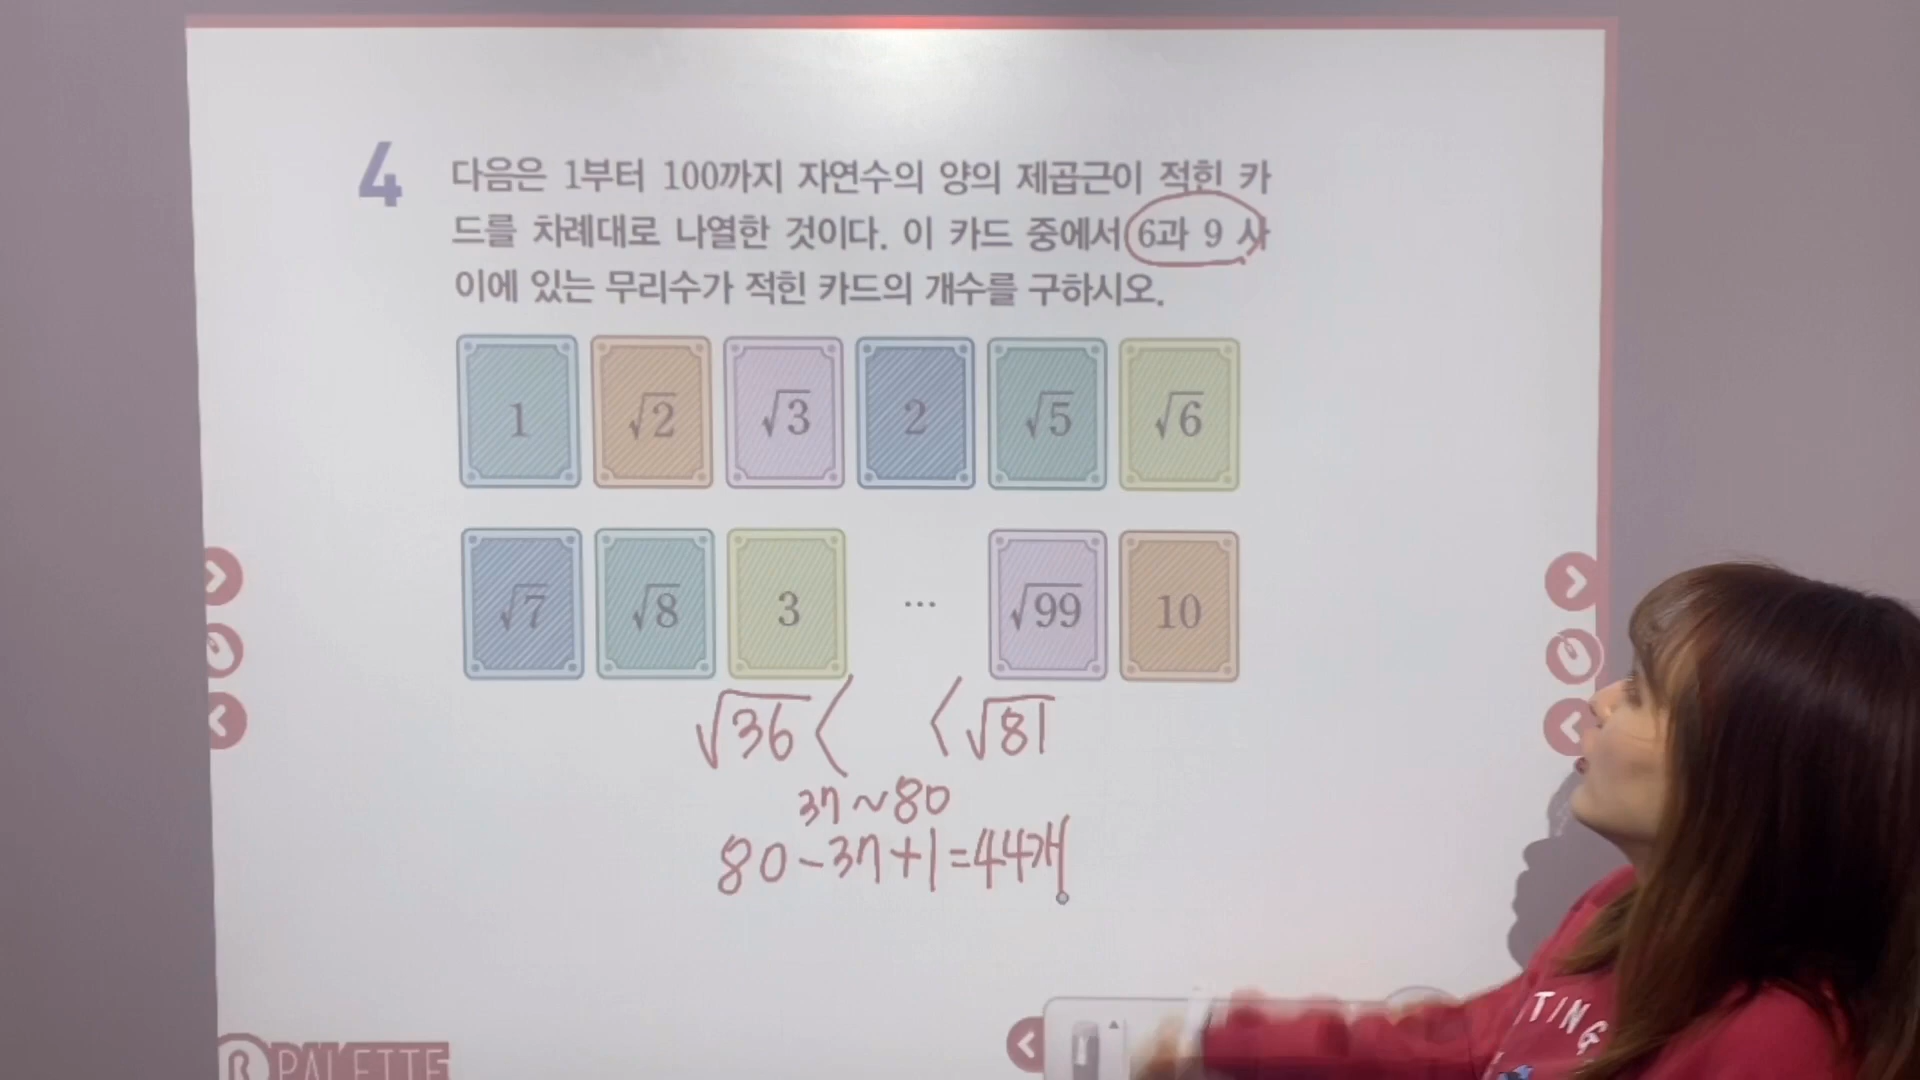 4
다음은 1부터 100까지 자연수의 양의 제곱근이 적힌 카
드를 차례대로 나열한 것이다. 이 카드 중에서 6과 9 사
이에 있는 무리수가 적힌 카드의 개수를 구하시오.
1 √2 √3 2 √5 √6
√7 √8 3 ··· √99 10
√36 < < √81
37~80
80-37+1=44개
PALETTE
TING